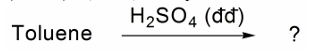 H₂SO₄ (đđ)
Toluene ?